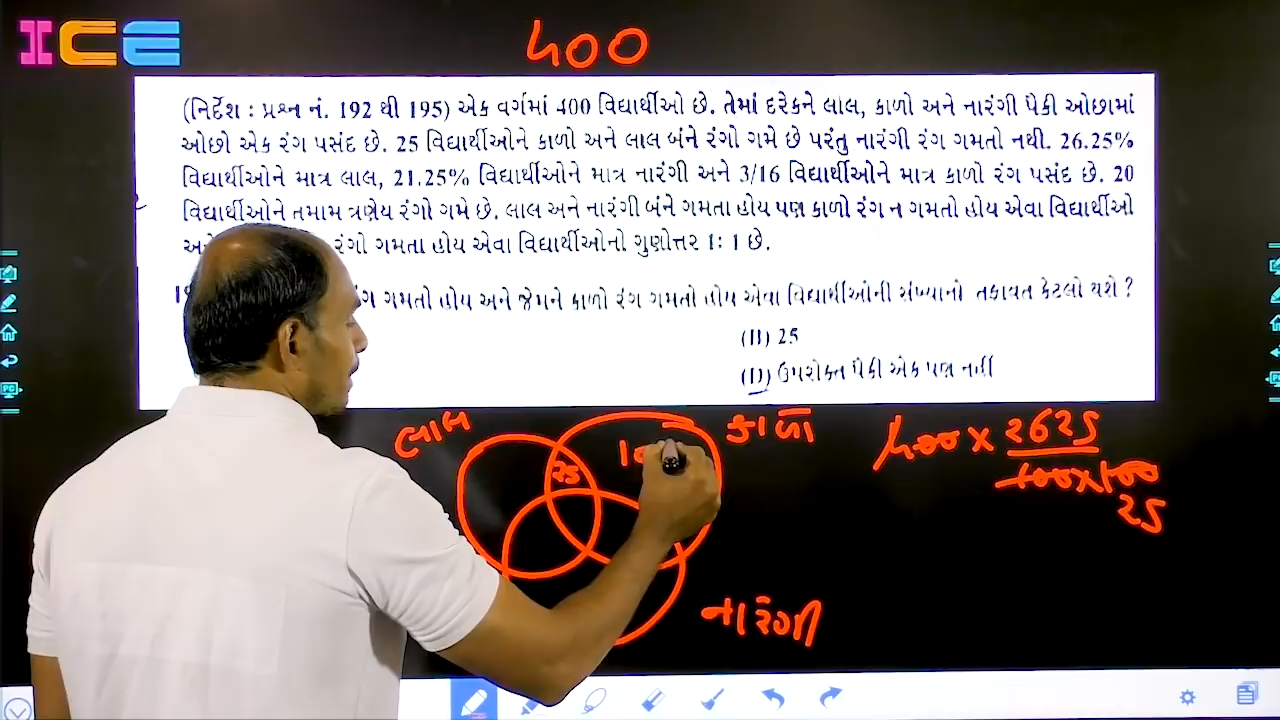 ICE
400
(નિર્દેશ : પ્રશ્ન નં. 192 થી 195) એક વર્ગમાં 400 વિદ્યાર્થીઓ છે. તેમાં દરેકને લાલ, કાળો અને નારંગી પૈકી ઓછામાં
ઓછો એક રંગ પસંદ છે. 25 વિદ્યાર્થીઓને કાળો અને લાલ બંને રંગો ગમે છે પરંતુ નારંગી રંગ ગમતો નથી. 26.25%
વિદ્યાર્થીઓને માત્ર લાલ, 21.25% વિદ્યાર્થીઓને માત્ર નારંગી અને 3/16 વિદ્યાર્થીઓને માત્ર કાળો રંગ પસંદ છે. 20
વિદ્યાર્થીઓને તમામ ત્રણેય રંગો ગમે છે. લાલ અને નારંગી બંને ગમતા હોય પણ કાળો રંગ ન ગમતો હોય એવા વિદ્યાર્થીઓ
રંગો ગમતા હોય એવા વિદ્યાર્થીઓનો ગુણોત્તર 1: 1 છે.
ગમતો હોય અને જેમને કાળો રંગ ગમતો હોય એવા વિદ્યાર્થીઓની સંખ્યાનો તફાવત કેટલો થશે ?
(B) 25
(D) ઉપરોક્ત પૈકી એક પણ નહીં
લાલ
કાળો
25
10
400 × 2625
100×100
25
નારંગી
PC